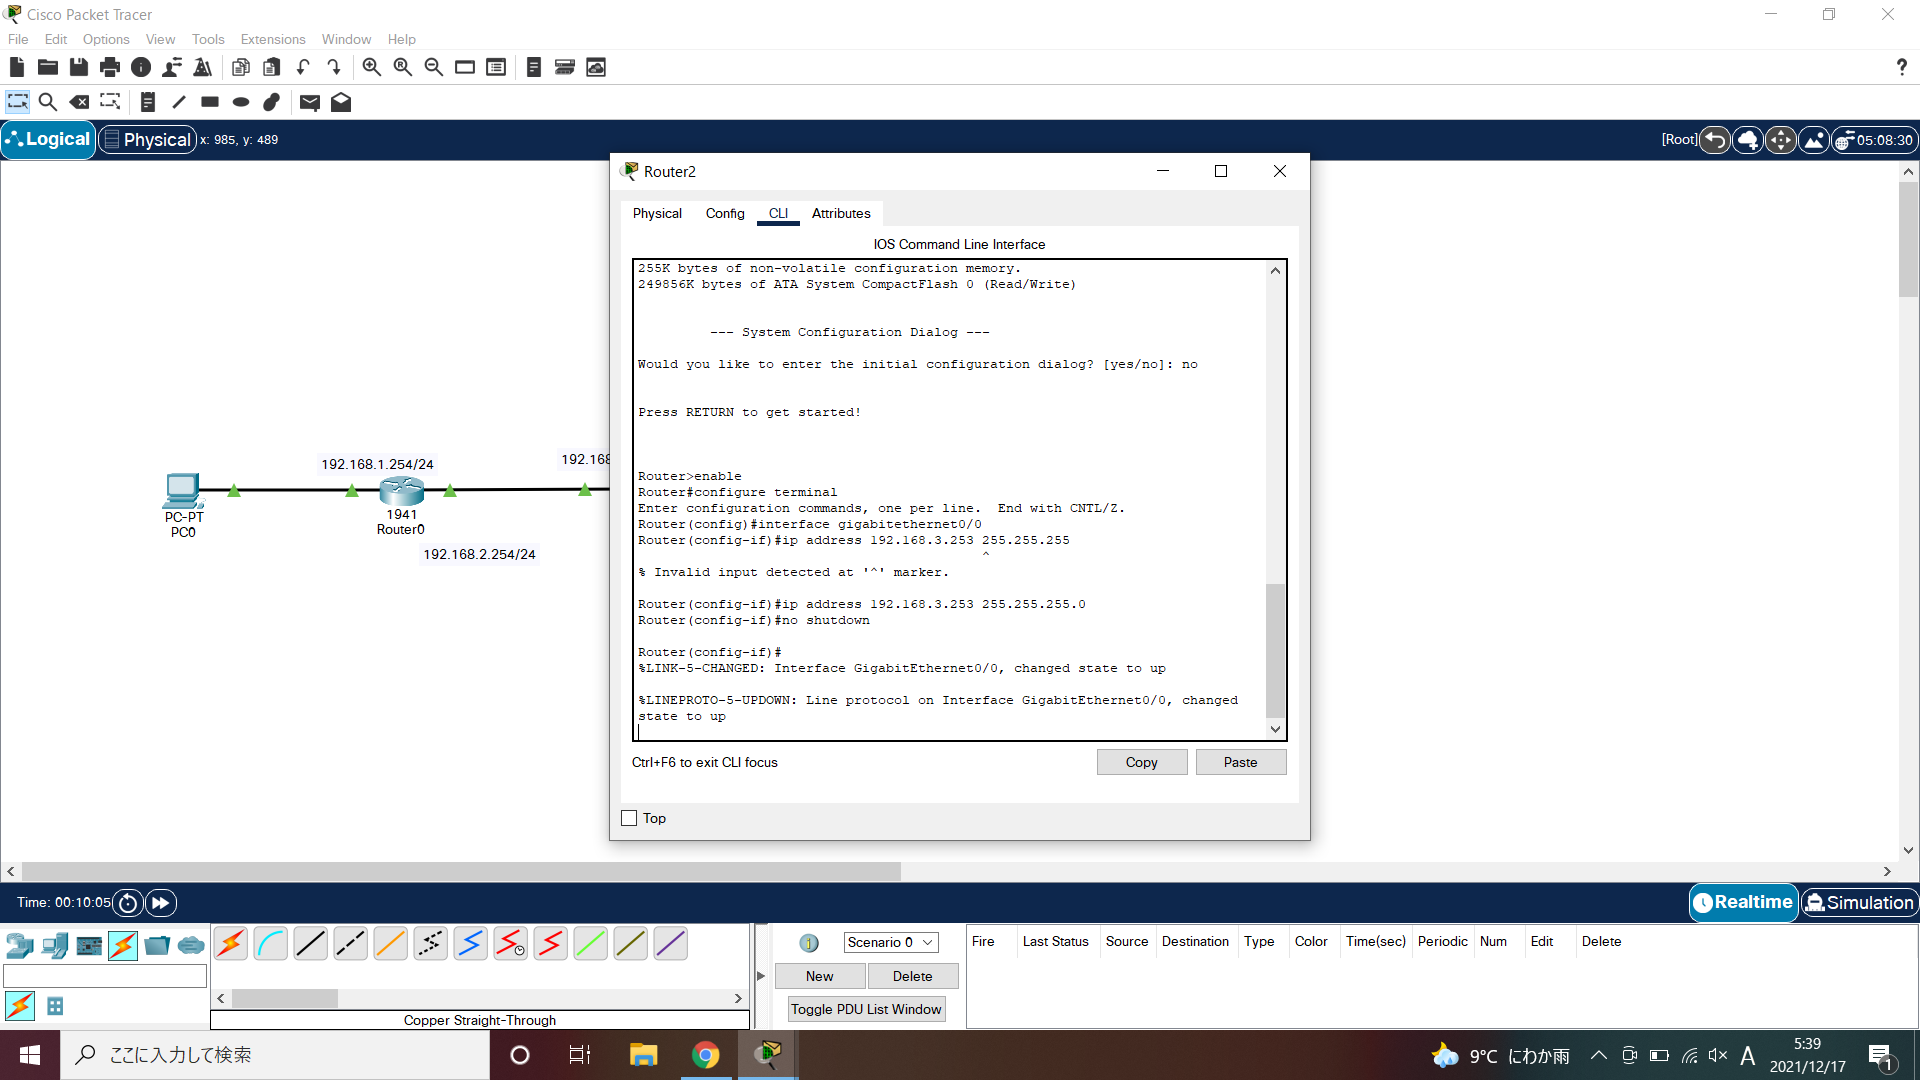 Cisco Packet Tracer
File Edit Options View Tools Extensions Window Help
Logical Physical x: 985, y: 489 [Root] 05:08:30
Router2
Physical Config CLI Attributes
IOS Command Line Interface
255K bytes of non-volatile configuration memory.
249856K bytes of ATA System CompactFlash 0 (Read/Write)
--- System Configuration Dialog ---
Would you like to enter the initial configuration dialog? [yes/no]: no
Press RETURN to get started!
Router>enable
Router#configure terminal
Enter configuration commands, one per line.  End with CNTL/Z.
Router(config)#interface gigabitethernet0/0
Router(config-if)#ip address 192.168.3.253 255.255.255
^
% Invalid input detected at '^' marker.
Router(config-if)#ip address 192.168.3.253 255.255.255.0
Router(config-if)#no shutdown
Router(config-if)#
%LINK-5-CHANGED: Interface GigabitEthernet0/0, changed state to up
%LINEPROTO-5-UPDOWN: Line protocol on Interface GigabitEthernet0/0, changed
state to up
Ctrl+F6 to exit CLI focus
Copy Paste
Top
192.168.1.254/24
192.168
PC-PT
PC0
1941
Router0
192.168.2.254/24
Time: 00:10:05
Realtime Simulation
Copper Straight-Through
Scenario 0
New Delete
Toggle PDU List Window
Fire Last Status Source Destination Type Color Time(sec) Periodic Num Edit Delete
ここに入力して検索
9°C にわか雨
A
5:39
2021/12/17
1